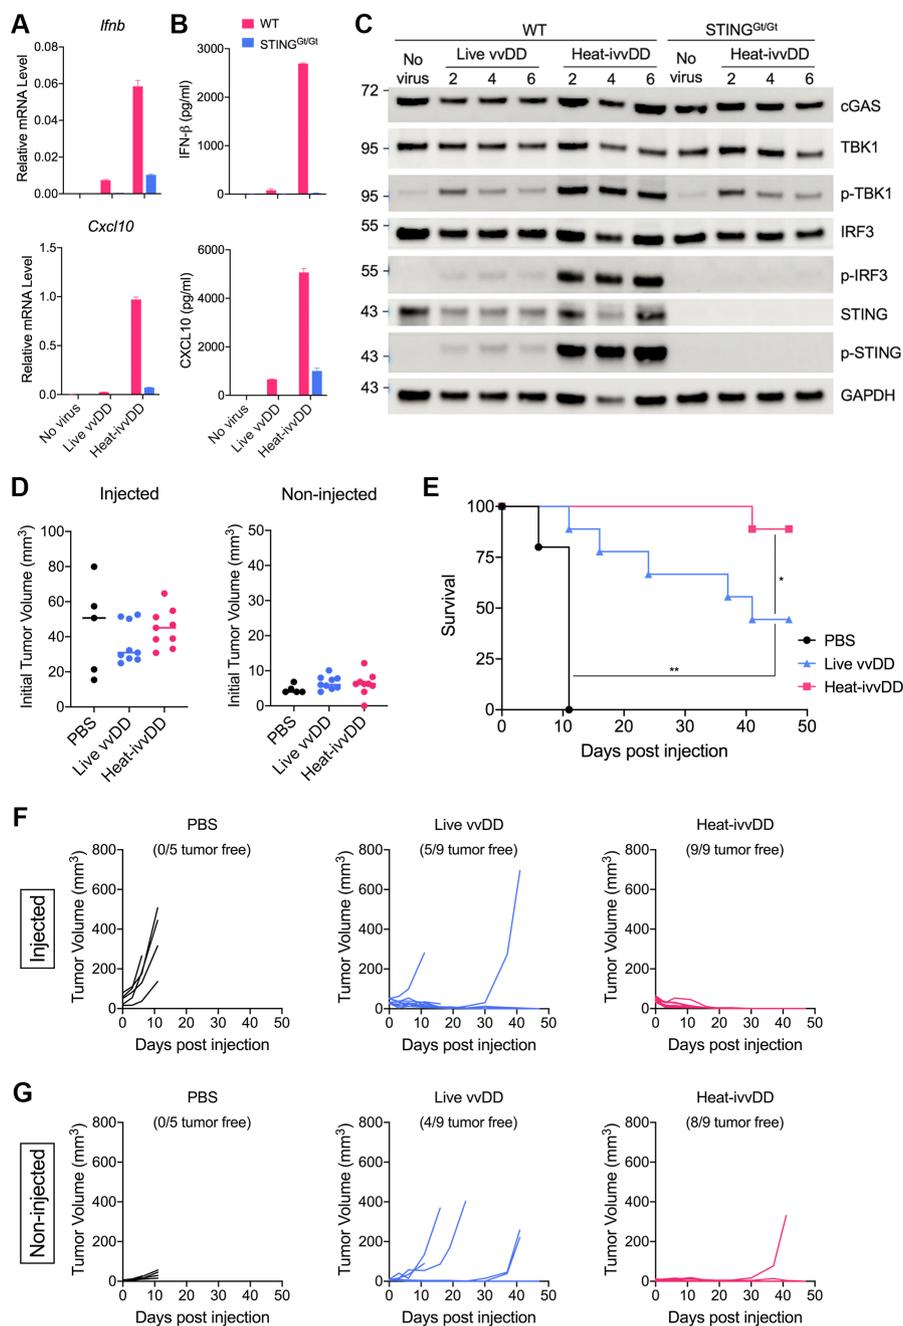 A
Ifnb
Relative mRNA Level
0.08
0.06
0.04
0.02
0.00
Cxcl10
Relative mRNA Level
1.5
1.0
0.5
0.0
No virus
Live vvDD
Heat-ivvDD
B
WT
STINGGt/Gt
IFN-β (pg/ml)
3000
2000
1000
0
CXCL10 (pg/ml)
6000
4000
2000
0
No virus
Live vvDD
Heat-ivvDD
C
WT
STINGGt/Gt
No virus
Live vvDD
Heat-ivvDD
No virus
Heat-ivvDD
2 4 6 2 4 6 2 4 6
72 cGAS
95 TBK1
95 p-TBK1
55 IRF3
55 p-IRF3
43 STING
43 p-STING
43 GAPDH
D
Injected
Initial Tumor Volume (mm3)
100
80
60
40
20
0
PBS
Live vvDD
Heat-ivvDD
Non-injected
Initial Tumor Volume (mm3)
50
40
30
20
10
0
PBS
Live vvDD
Heat-ivvDD
E
Survival
100
75
50
25
0
0 10 20 30 40 50
Days post injection
*
**
PBS
Live vvDD
Heat-ivvDD
F
Injected
PBS
(0/5 tumor free)
Tumor Volume (mm3)
800
600
400
200
0
0 10 20 30 40 50
Days post injection
Live vvDD
(5/9 tumor free)
Tumor Volume (mm3)
800
600
400
200
0
0 10 20 30 40 50
Days post injection
Heat-ivvDD
(9/9 tumor free)
Tumor Volume (mm3)
800
600
400
200
0
0 10 20 30 40 50
Days post injection
G
Non-injected
PBS
(0/5 tumor free)
Tumor Volume (mm3)
800
600
400
200
0
0 10 20 30 40 50
Days post injection
Live vvDD
(4/9 tumor free)
Tumor Volume (mm3)
800
600
400
200
0
0 10 20 30 40 50
Days post injection
Heat-ivvDD
(8/9 tumor free)
Tumor Volume (mm3)
800
600
400
200
0
0 10 20 30 40 50
Days post injection